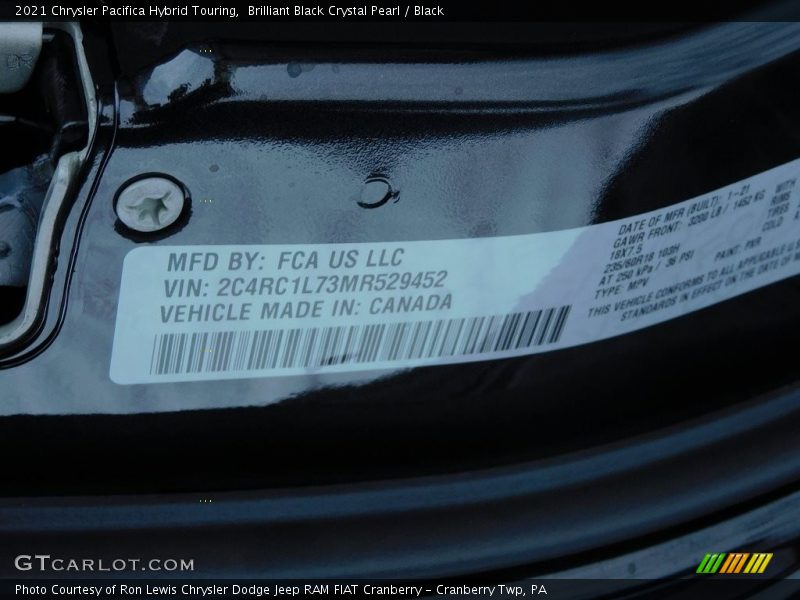 2021 Chrysler Pacifica Hybrid Touring,  Brilliant Black Crystal Pearl / Black
MFD BY: FCA US LLC
VIN: 2C4RC1L73MR529452
VEHICLE MADE IN: CANADA
DATE OF MFR (BUILT): 1-21
GAWR FRONT: 3200 LB / 1452 KG WITH
18X7.5 RIMS
235/60R18 103H TIRES
AT 250 kPa / 36 PSI COLD
TYPE: MPV PAINT: PXR
THIS VEHICLE CONFORMS TO ALL APPLICABLE
STANDARDS IN EFFECT ON THE DATE OF
GTCARLOT.COM
Photo Courtesy of Ron Lewis Chrysler Dodge Jeep RAM FIAT Cranberry – Cranberry Twp, PA